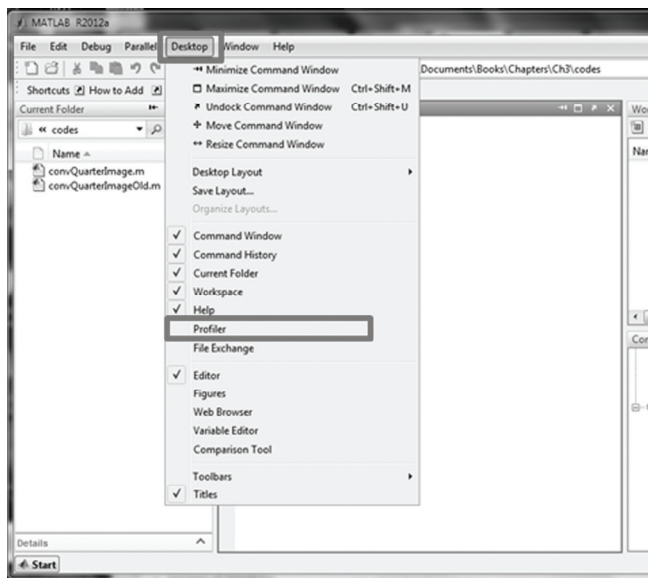 MATLAB R2012a
File Edit Debug Parallel Desktop Window Help
Shortcuts How to Add
Documents\Books\Chapters\Ch3\codes
Current Folder
« codes
Name
convQuarterImage.m
convQuarterImageOld.m
Details
Start
Minimize Command Window
Maximize Command Window Ctrl+Shift+M
Undock Command Window Ctrl+Shift+U
Move Command Window
Resize Command Window
Desktop Layout
Save Layout...
Organize Layouts...
Command Window
Command History
Current Folder
Workspace
Help
Profiler
File Exchange
Editor
Figures
Web Browser
Variable Editor
Comparison Tool
Toolbars
Titles